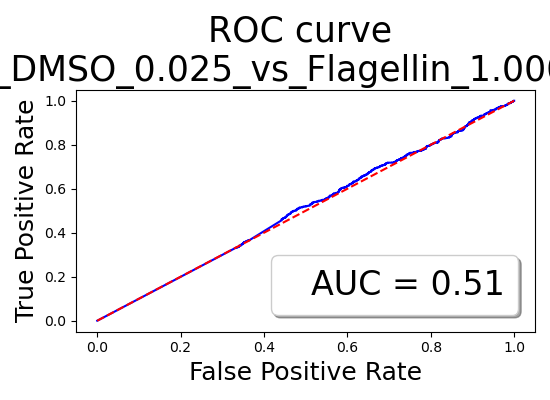 ROC curve
_DMSO_0.025_vs_Flagellin_1.00
True Positive Rate
1.0
0.8
0.6
0.4
0.2
0.0
AUC = 0.51
0.0 0.2 0.4 0.6 0.8 1.0
False Positive Rate